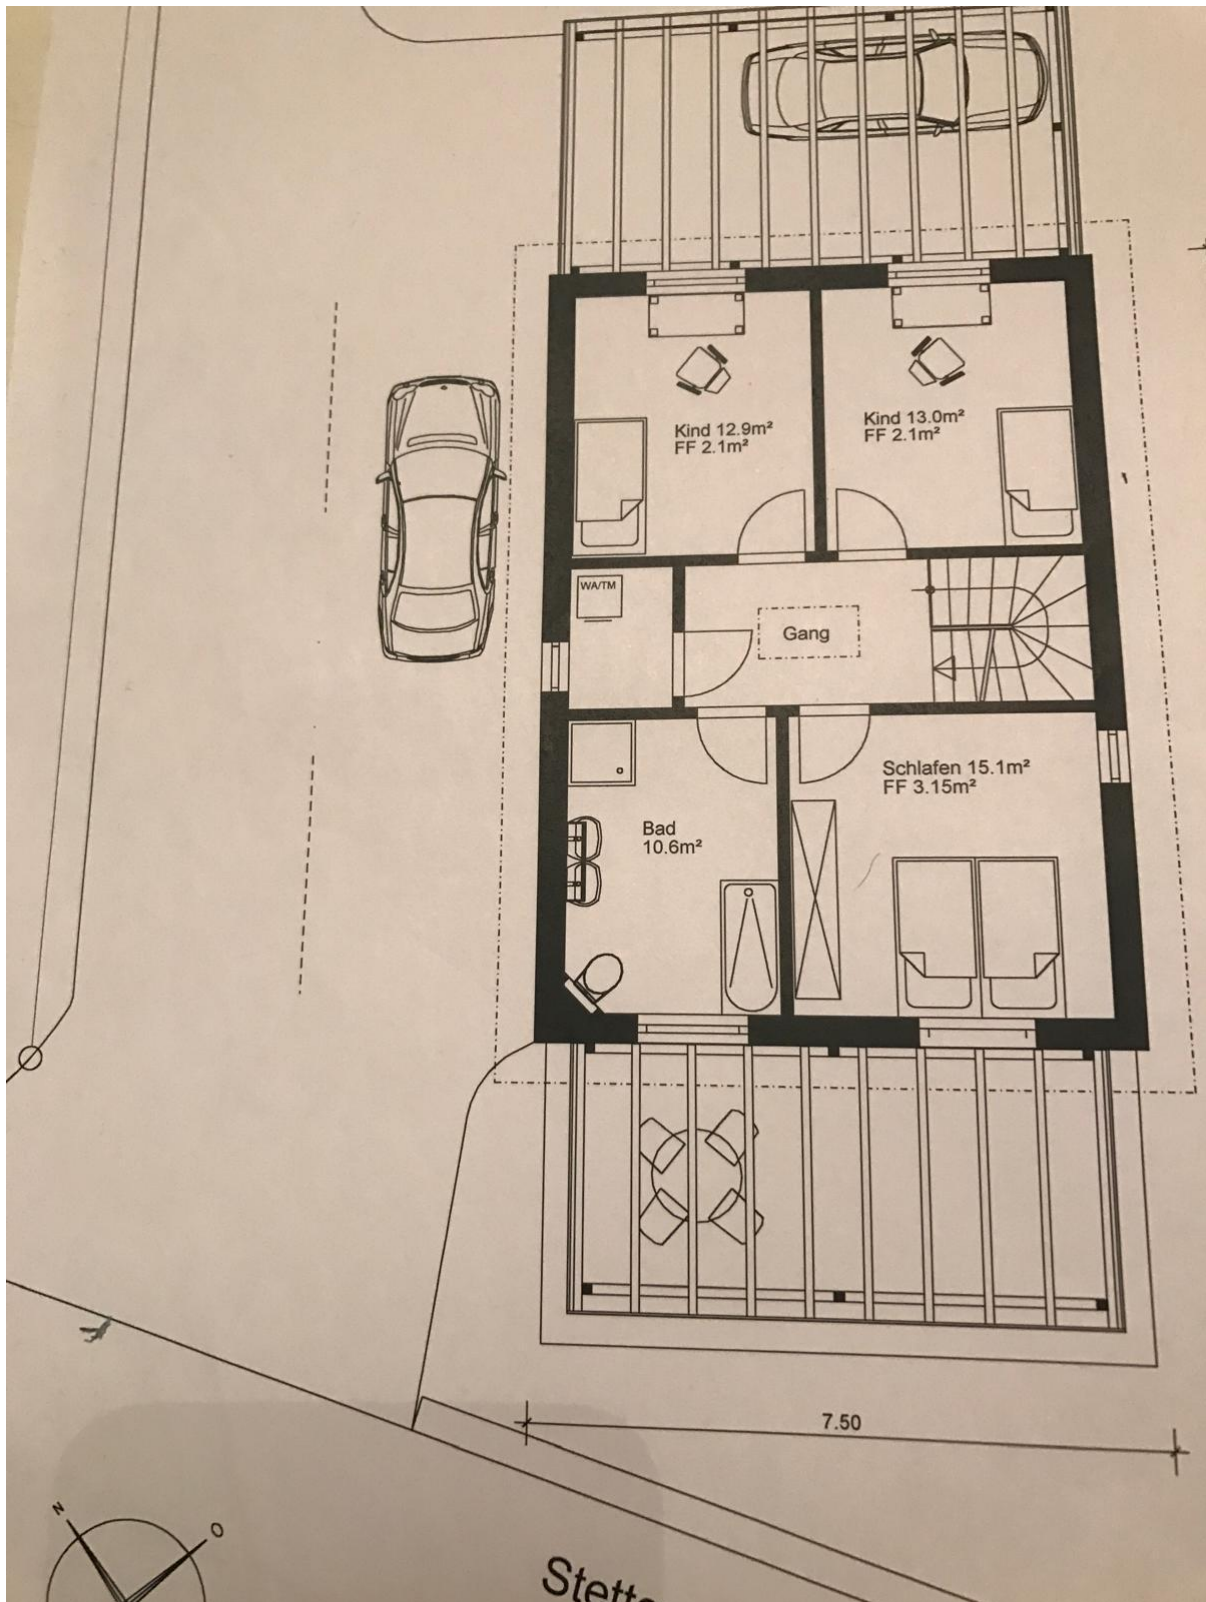 Kind 12.9m²
FF 2.1m²
Kind 13.0m²
FF 2.1m²
WA/TM
Gang
Schlafen 15.1m²
FF 3.15m²
Bad
10.6m²
7.50
N
O